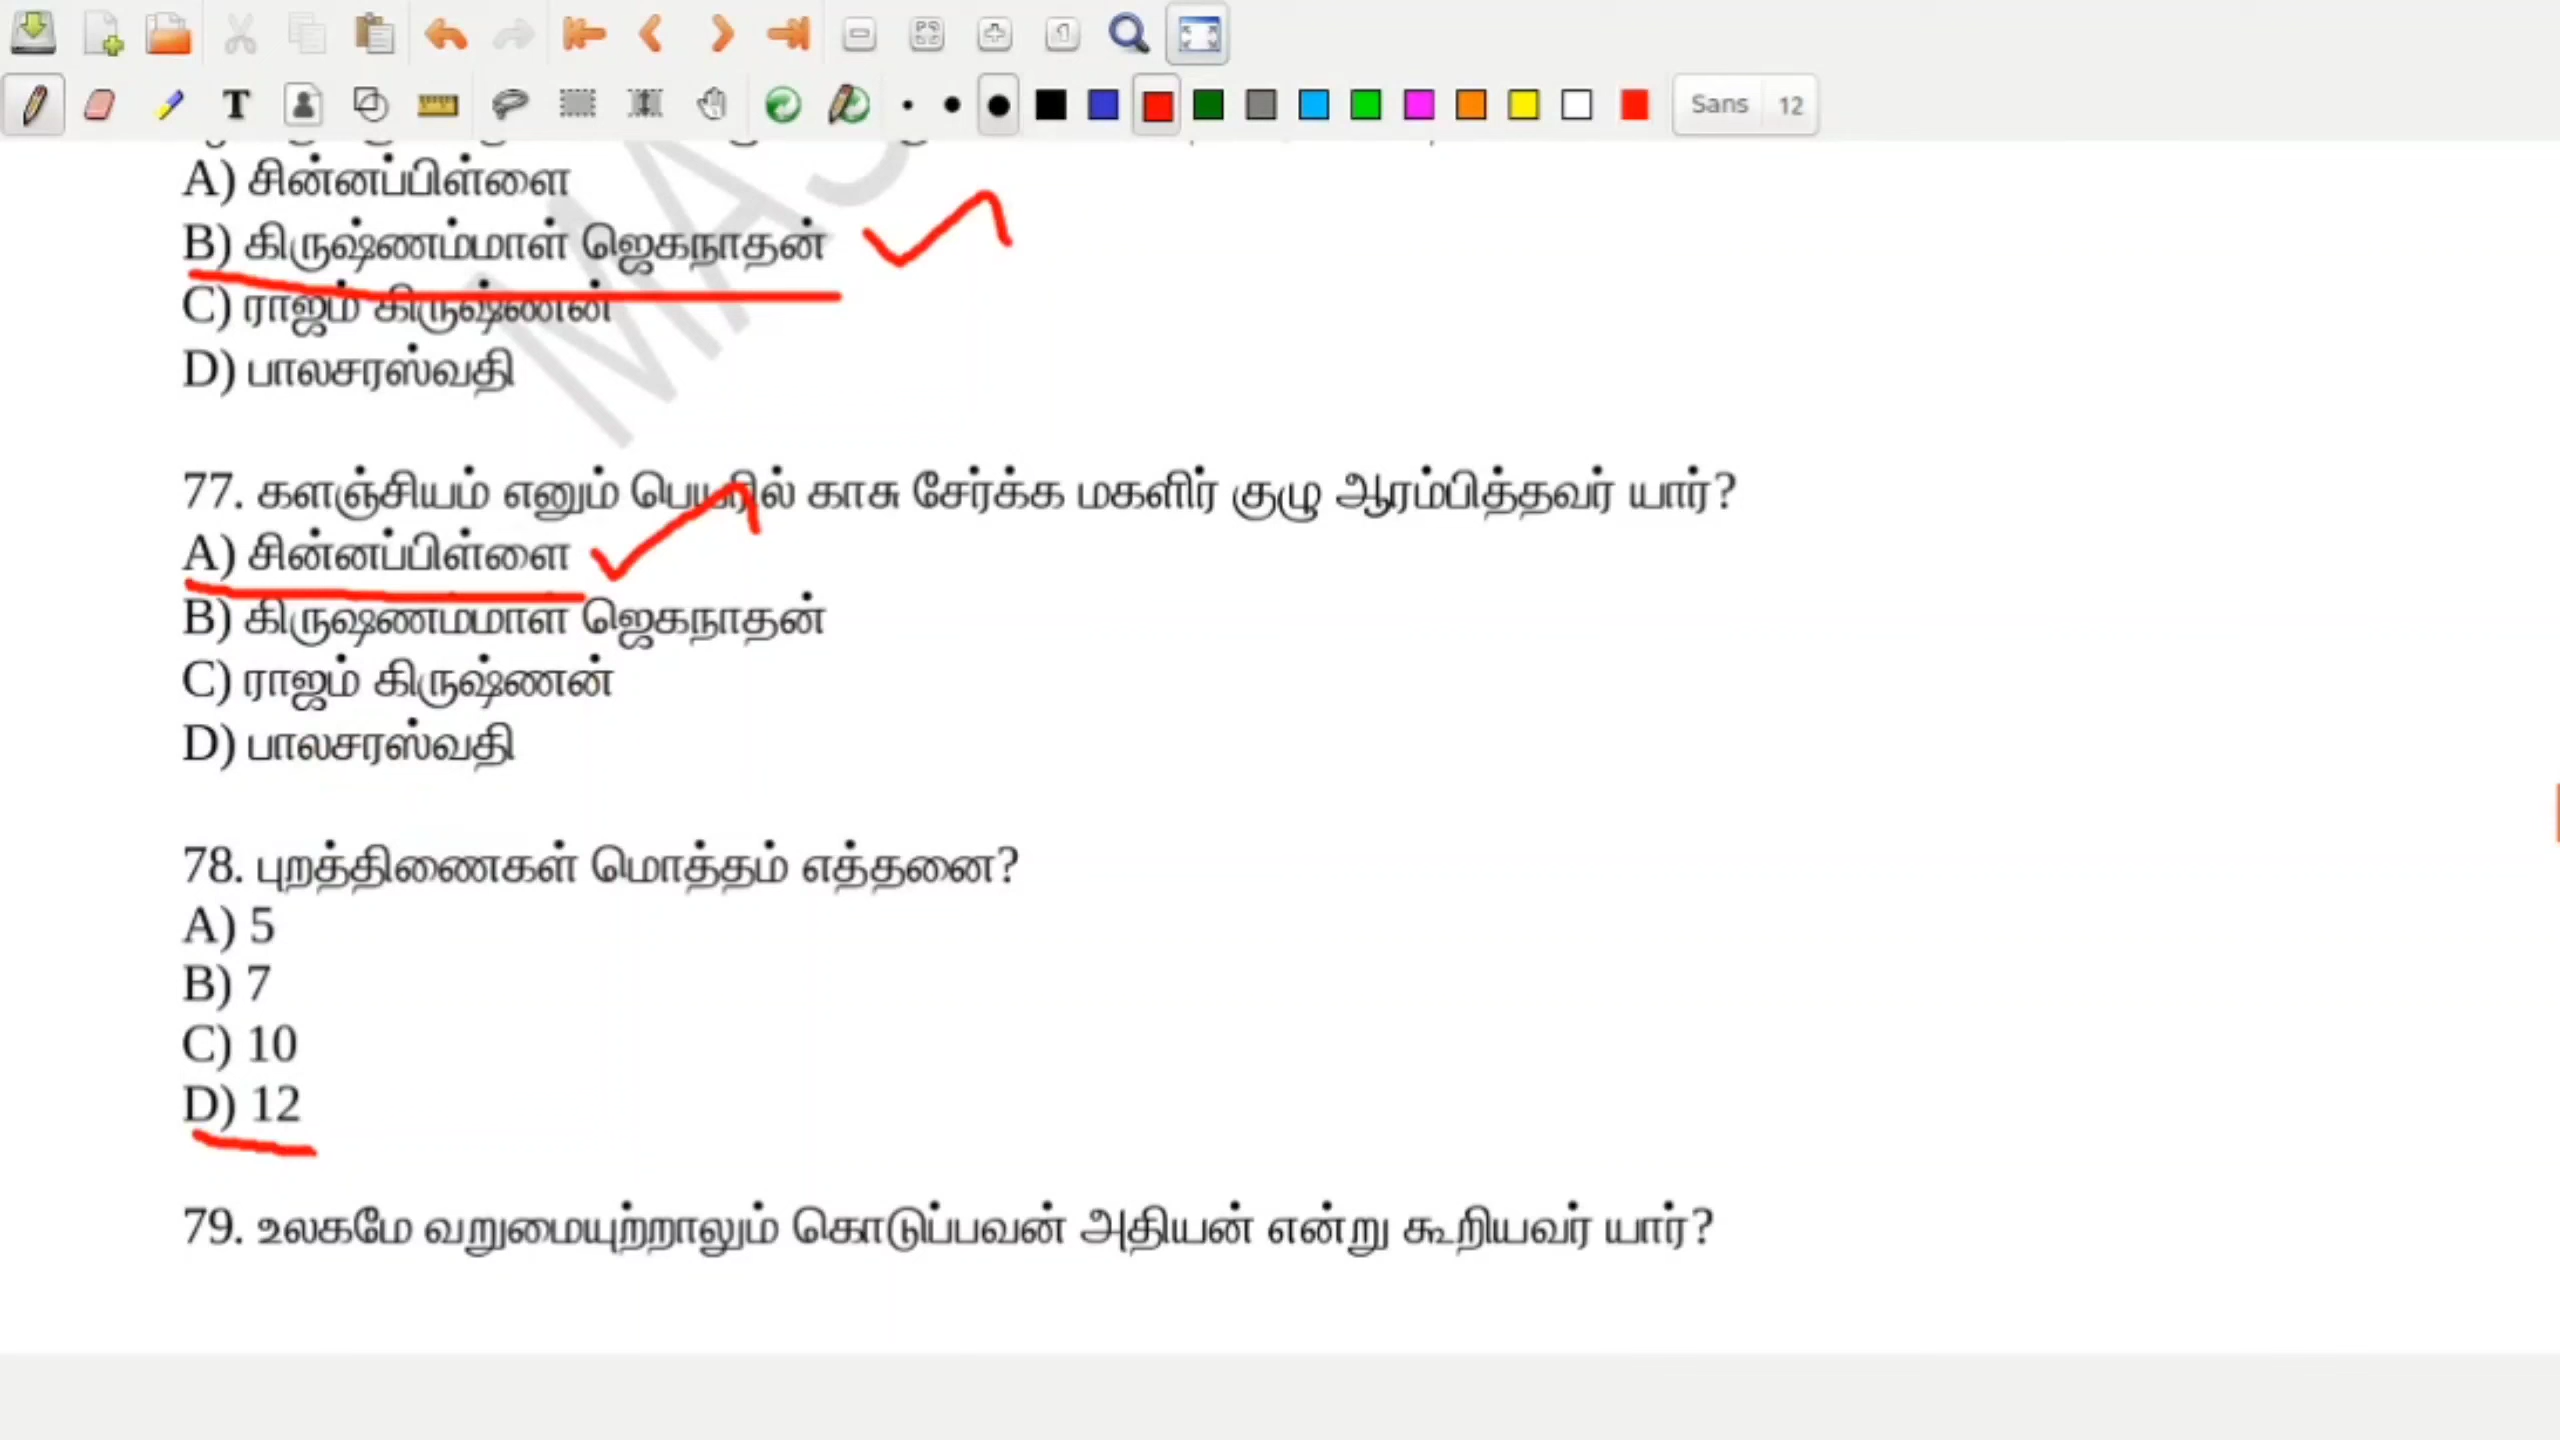 Sans 12
A) சின்னப்பிள்ளை
B) கிருஷ்ணம்மாள் ஜெகநாதன்
C) ராஜம் கிருஷ்ணன்
D) பாலசரஸ்வதி
77. களஞ்சியம் எனும் பெயரில் காசு சேர்க்க மகளிர் குழு ஆரம்பித்தவர் யார்?
A) சின்னப்பிள்ளை
B) கிருஷ்ணம்மாள் ஜெகநாதன்
C) ராஜம் கிருஷ்ணன்
D) பாலசரஸ்வதி
78. புறத்திணைகள் மொத்தம் எத்தனை?
A) 5
B) 7
C) 10
D) 12
79. உலகமே வறுமையுற்றாலும் கொடுப்பவன் அதியன் என்று கூறியவர் யார்?